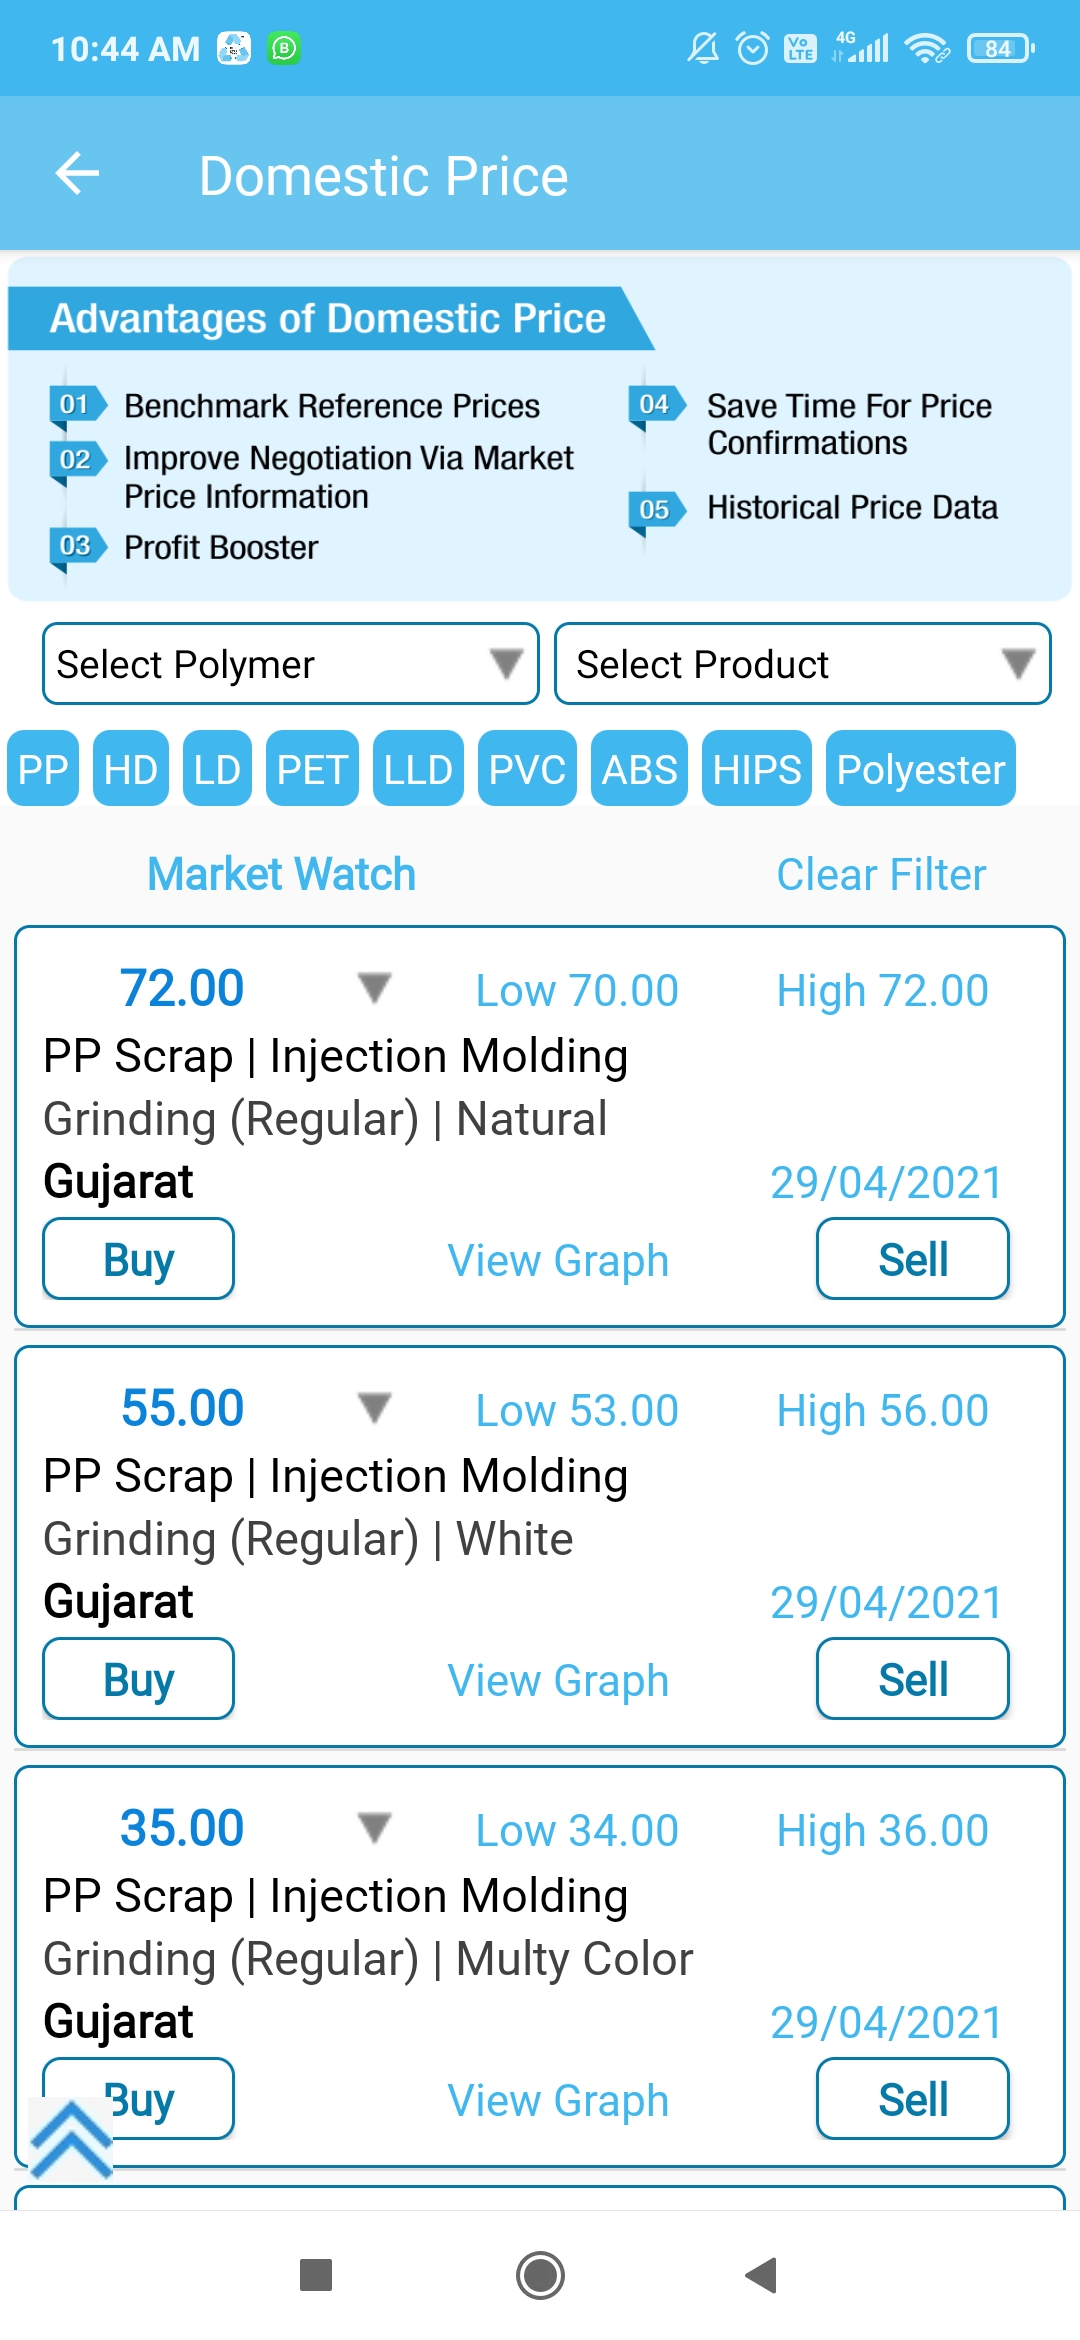 10:44 AM
4G
Vo LTE
84
Domestic Price
Advantages of Domestic Price
01 Benchmark Reference Prices
02 Improve Negotiation Via Market
Price Information
03 Profit Booster
04 Save Time For Price
Confirmations
05 Historical Price Data
Select Polymer
Select Product
PP HD LD PET LLD PVC ABS HIPS Polyester
Market Watch Clear Filter
72.00 Low 70.00 High 72.00
PP Scrap | Injection Molding
Grinding (Regular) | Natural
Gujarat 29/04/2021
Buy View Graph Sell
55.00 Low 53.00 High 56.00
PP Scrap | Injection Molding
Grinding (Regular) | White
Gujarat 29/04/2021
Buy View Graph Sell
35.00 Low 34.00 High 36.00
PP Scrap | Injection Molding
Grinding (Regular) | Multy Color
Gujarat 29/04/2021
Buy View Graph Sell